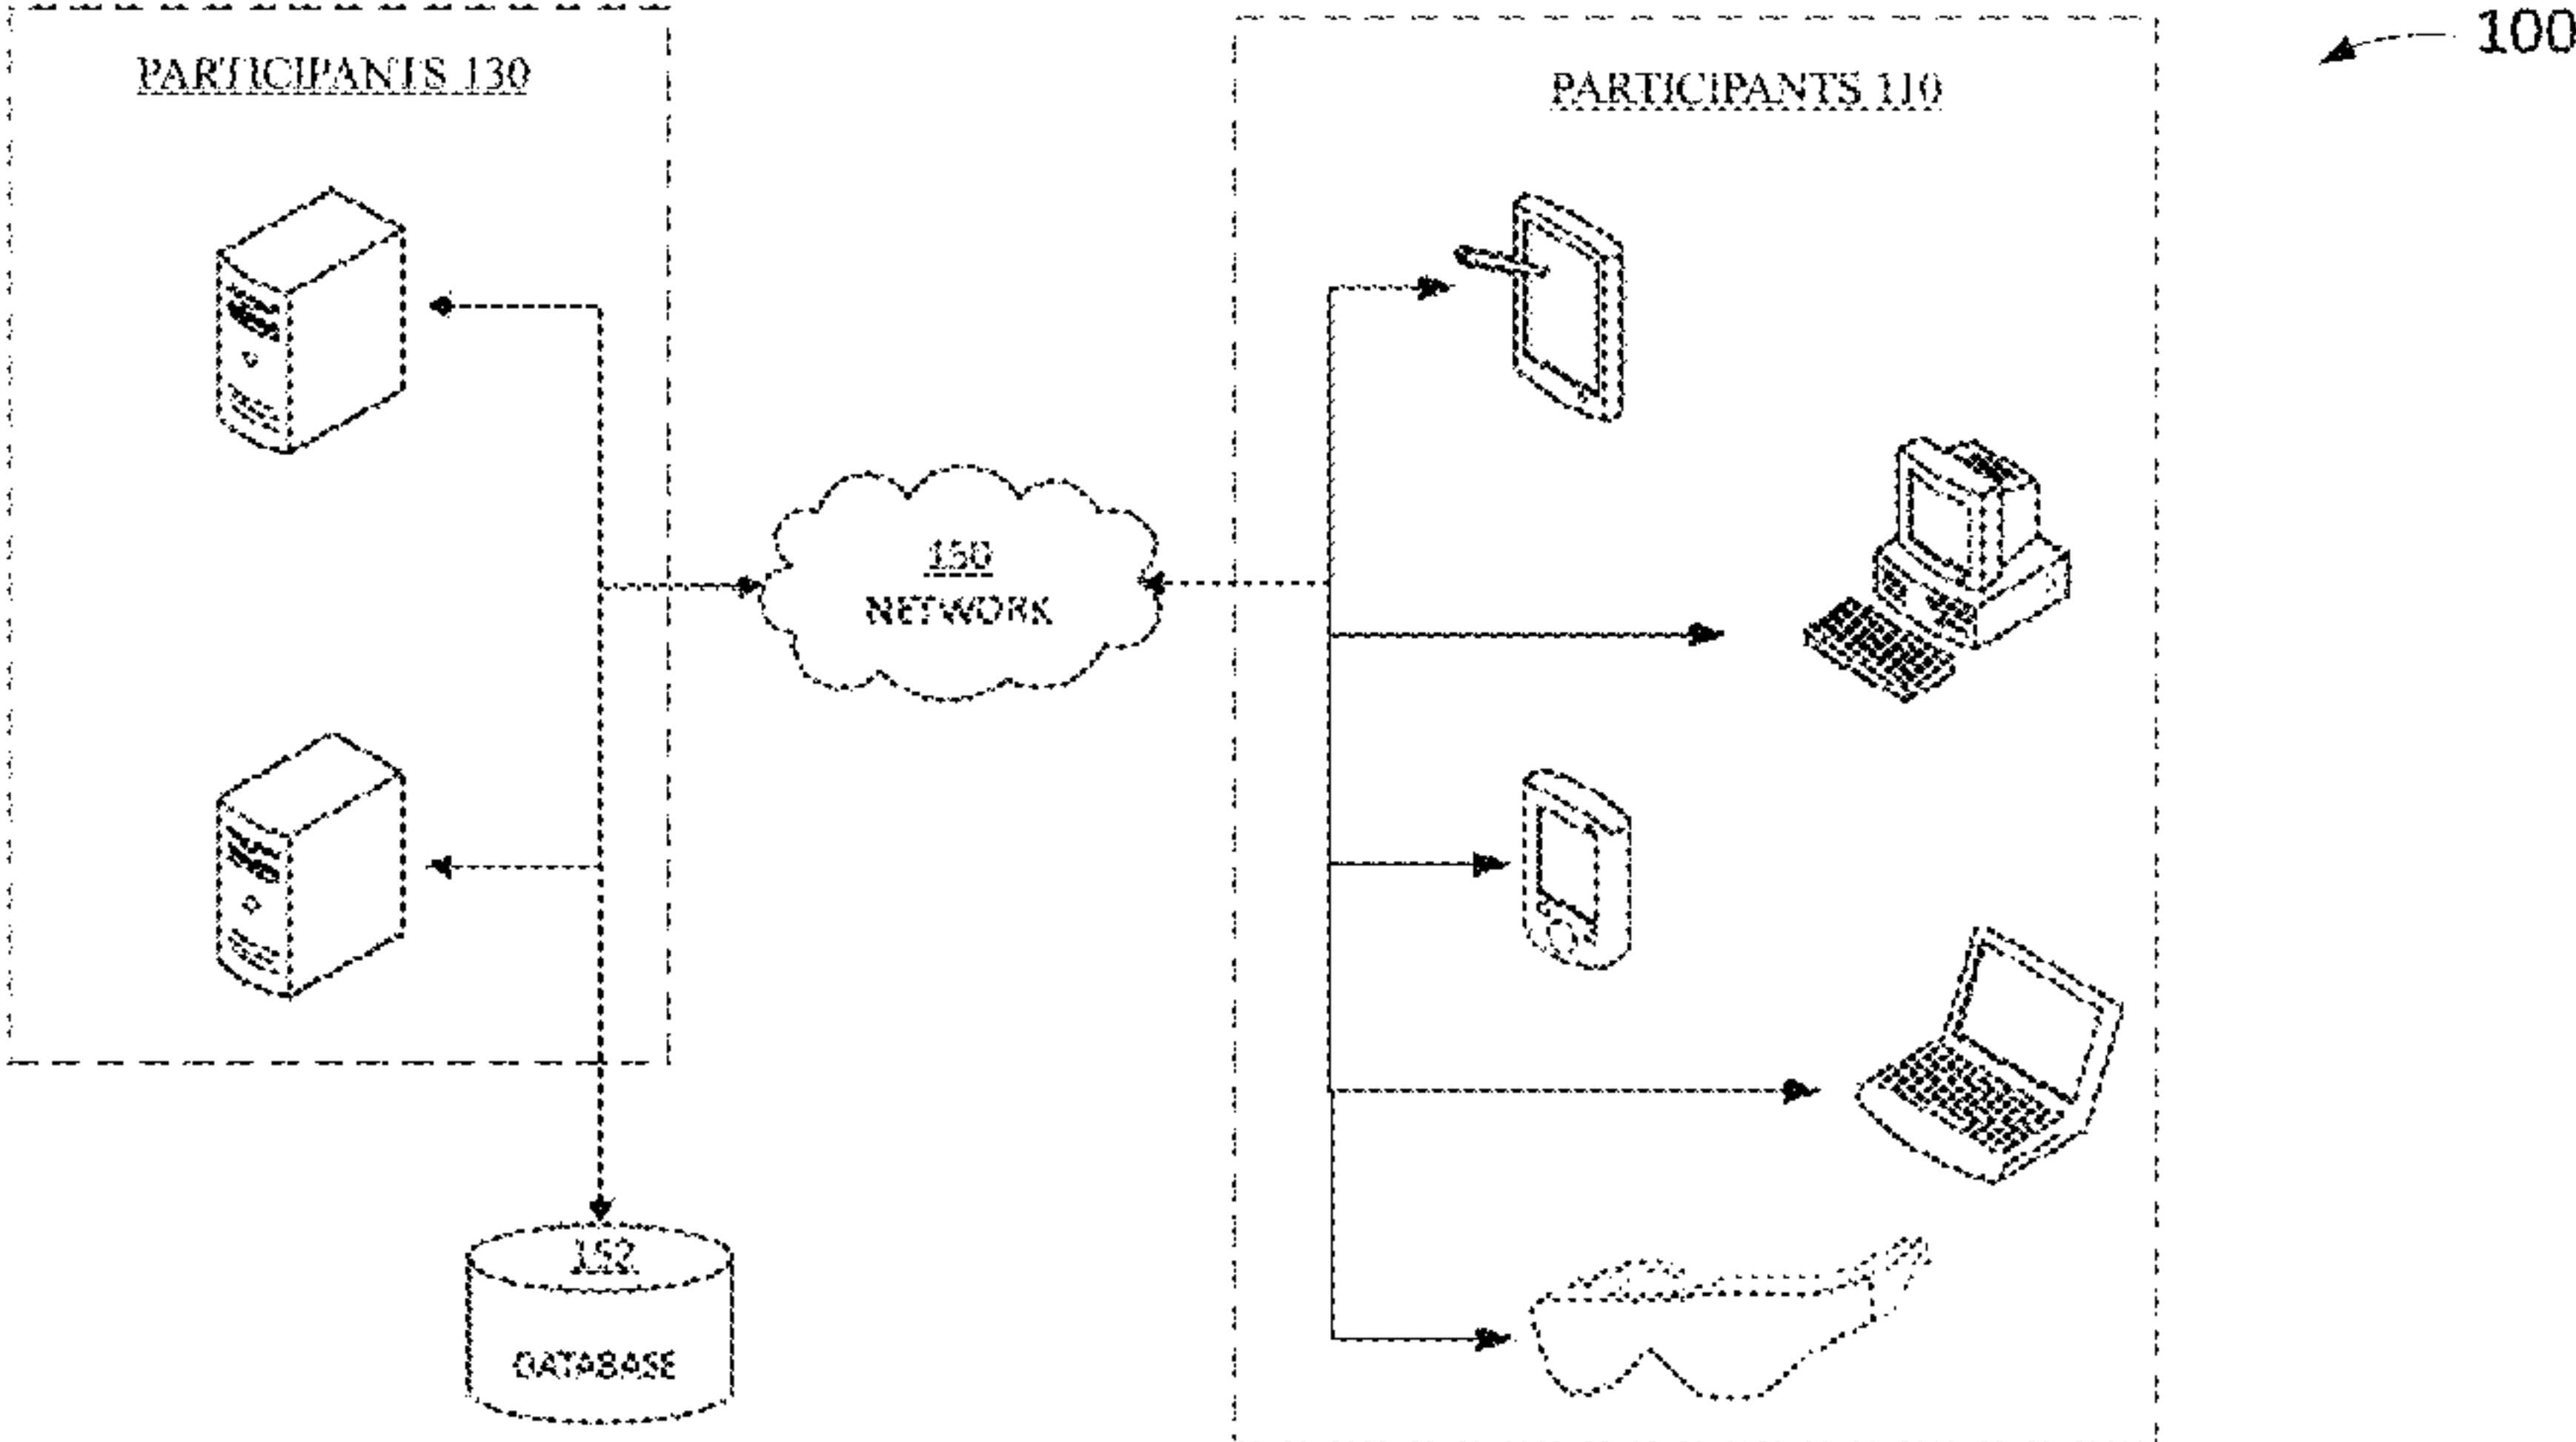 PARTICIPANTS 130
PARTICIPANTS 110
100
150
NETWORK
152
DATABASE